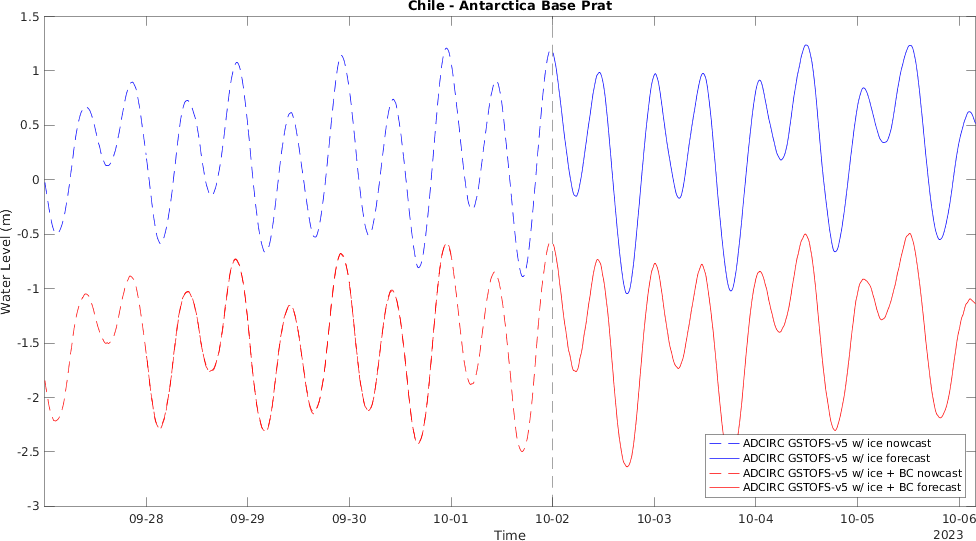 Chile - Antarctica Base Prat
1.5
1
0.5
0
-0.5
-1
-1.5
-2
-2.5
-3
Water Level (m)
ADCIRC GSTOFS-v5 w/ ice nowcast
ADCIRC GSTOFS-v5 w/ ice forecast
ADCIRC GSTOFS-v5 w/ ice + BC nowcast
ADCIRC GSTOFS-v5 w/ ice + BC forecast
09-28 09-29 09-30 10-01 10-02 10-03 10-04 10-05 10-06
Time
2023